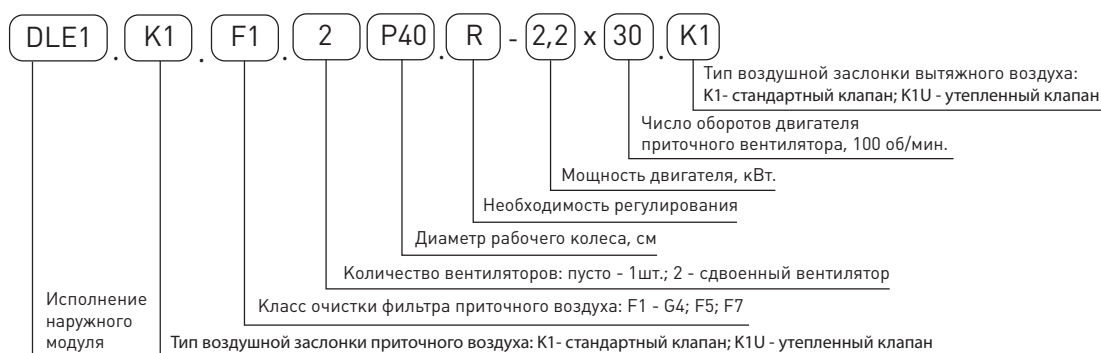 DLE1 . K1 . F1 . 2 P40 . R - 2,2 x 30 . K1
Тип воздушной заслонки вытяжного воздуха:
K1- стандартный клапан; K1U - утепленный клапан
Число оборотов двигателя
приточного вентилятора, 100 об/мин.
Мощность двигателя, кВт.
Необходимость регулирования
Диаметр рабочего колеса, см
Количество вентиляторов: пусто - 1шт.; 2 - сдвоенный вентилятор
Класс очистки фильтра приточного воздуха: F1 - G4; F5; F7
Исполнение
наружного
модуля
Тип воздушной заслонки приточного воздуха: K1- стандартный клапан; K1U - утепленный клапан